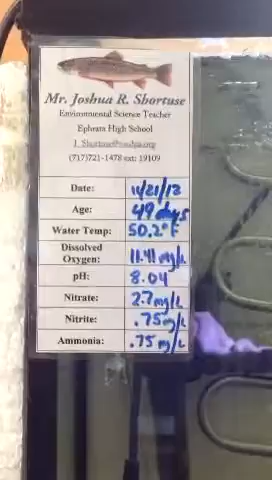 Mr. Joshua R. Shortuse
Environmental Science Teacher
Ephrata High School
(717)721-1478 ext: 19109
Date: 11/21/13
Age: 49 days
Water Temp: 50.2°F
Dissolved Oxygen: 11.41 mg/L
pH: 8.04
Nitrate: 2.7 mg/L
Nitrite: .75 mg/L
Ammonia: .75 mg/L